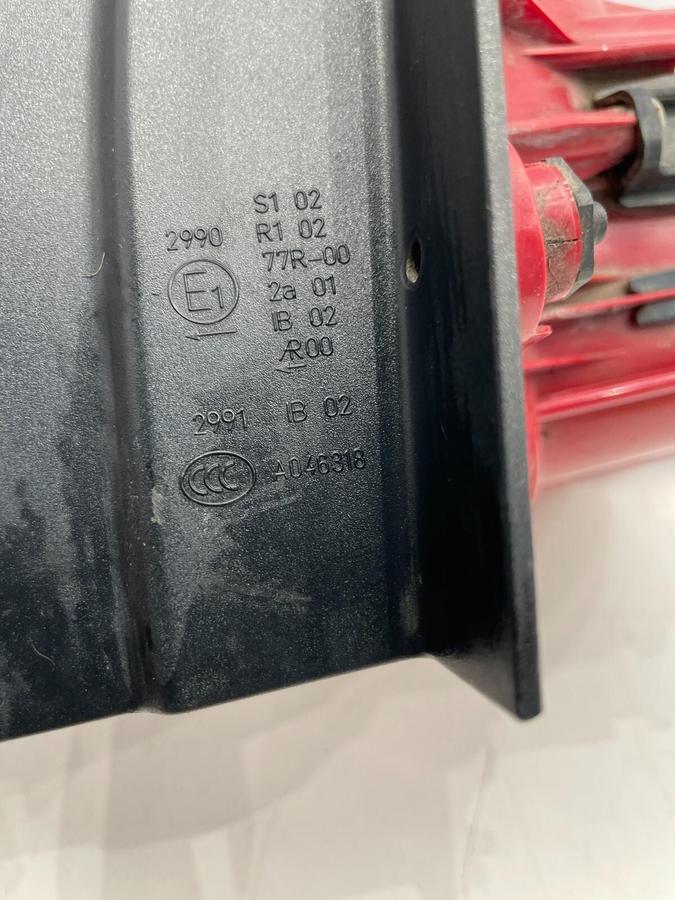 S1 02
2990 R1 02
77R-00
E1 2a 01
IB 02
AR00
2991 IB 02
CCC A046318